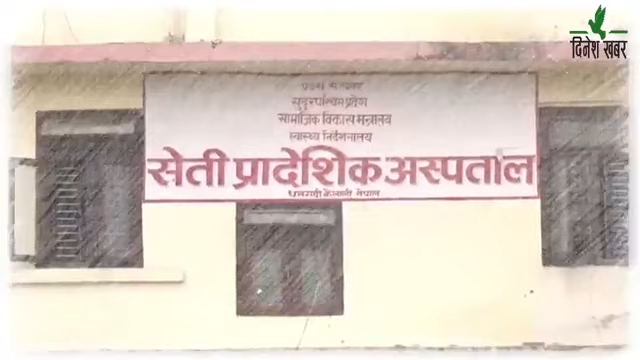 दिनेश खबर
प्रदेश सरकार
सुदूरपश्चिम प्रदेश
सामाजिक विकास मन्त्रालय
स्वास्थ्य निर्देशनालय
सेती प्रादेशिक अस्पताल
धनगढी कैलाली नेपाल